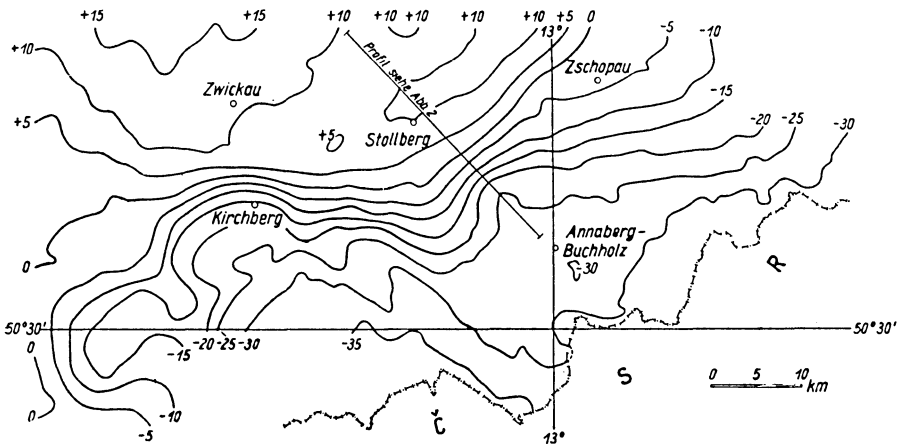 +15 +15 +10 +10 +10 +10 +10 +5 0
+10
13°
-5
-10
Zschopau
Zwickau
Profil siehe Abb 2
-15
+5
+5
Stollberg
-20
-25
-30
Kirchberg
Annaberg-
Buchholz
-30
0
R
50°30'
50°30'
-15
-20
-25
-30
-35
0
S
0 5 10
km
-10
0
-5
Č
13°